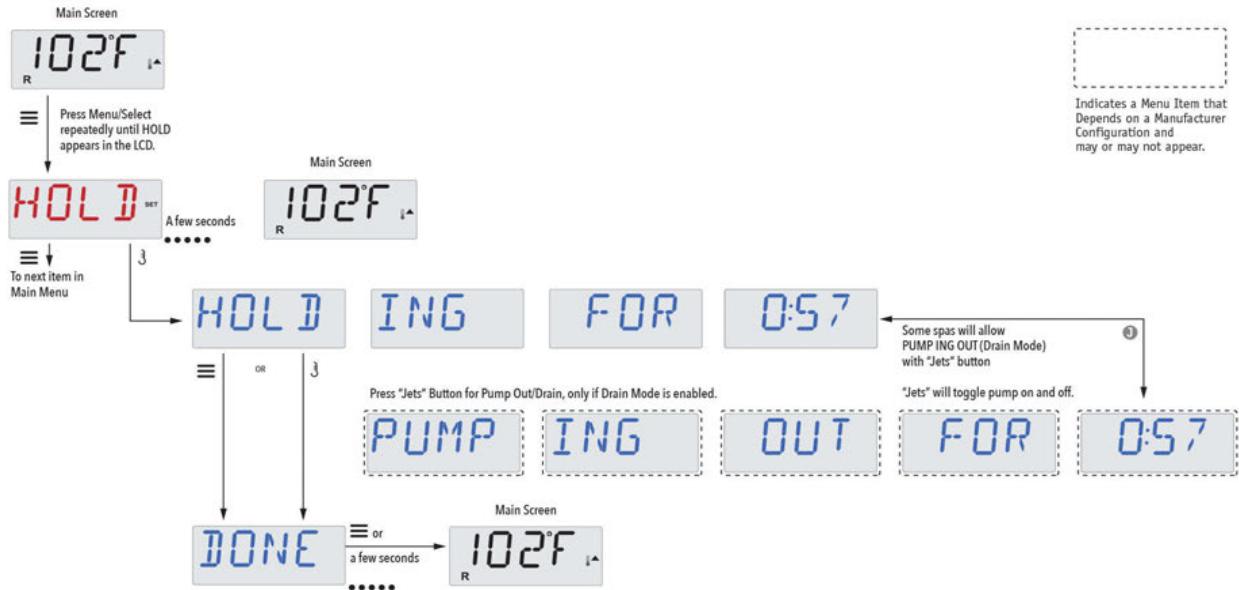 Main Screen
102°F
R
Press Menu/Select
repeatedly until HOLD
appears in the LCD.
Indicates a Menu Item that
Depends on a Manufacturer
Configuration and
may or may not appear.
Main Screen
HOLD SET
A few seconds
102°F
R
To next item in
Main Menu
HOLD ING FOR 0:57
Some spas will allow
PUMP ING OUT (Drain Mode)
with "Jets" button
J
OR
Press "Jets" Button for Pump Out/Drain, only if Drain Mode is enabled.
"Jets" will toggle pump on and off.
PUMP ING OUT FOR 0:57
Main Screen
DONE
or
a few seconds
102°F
R